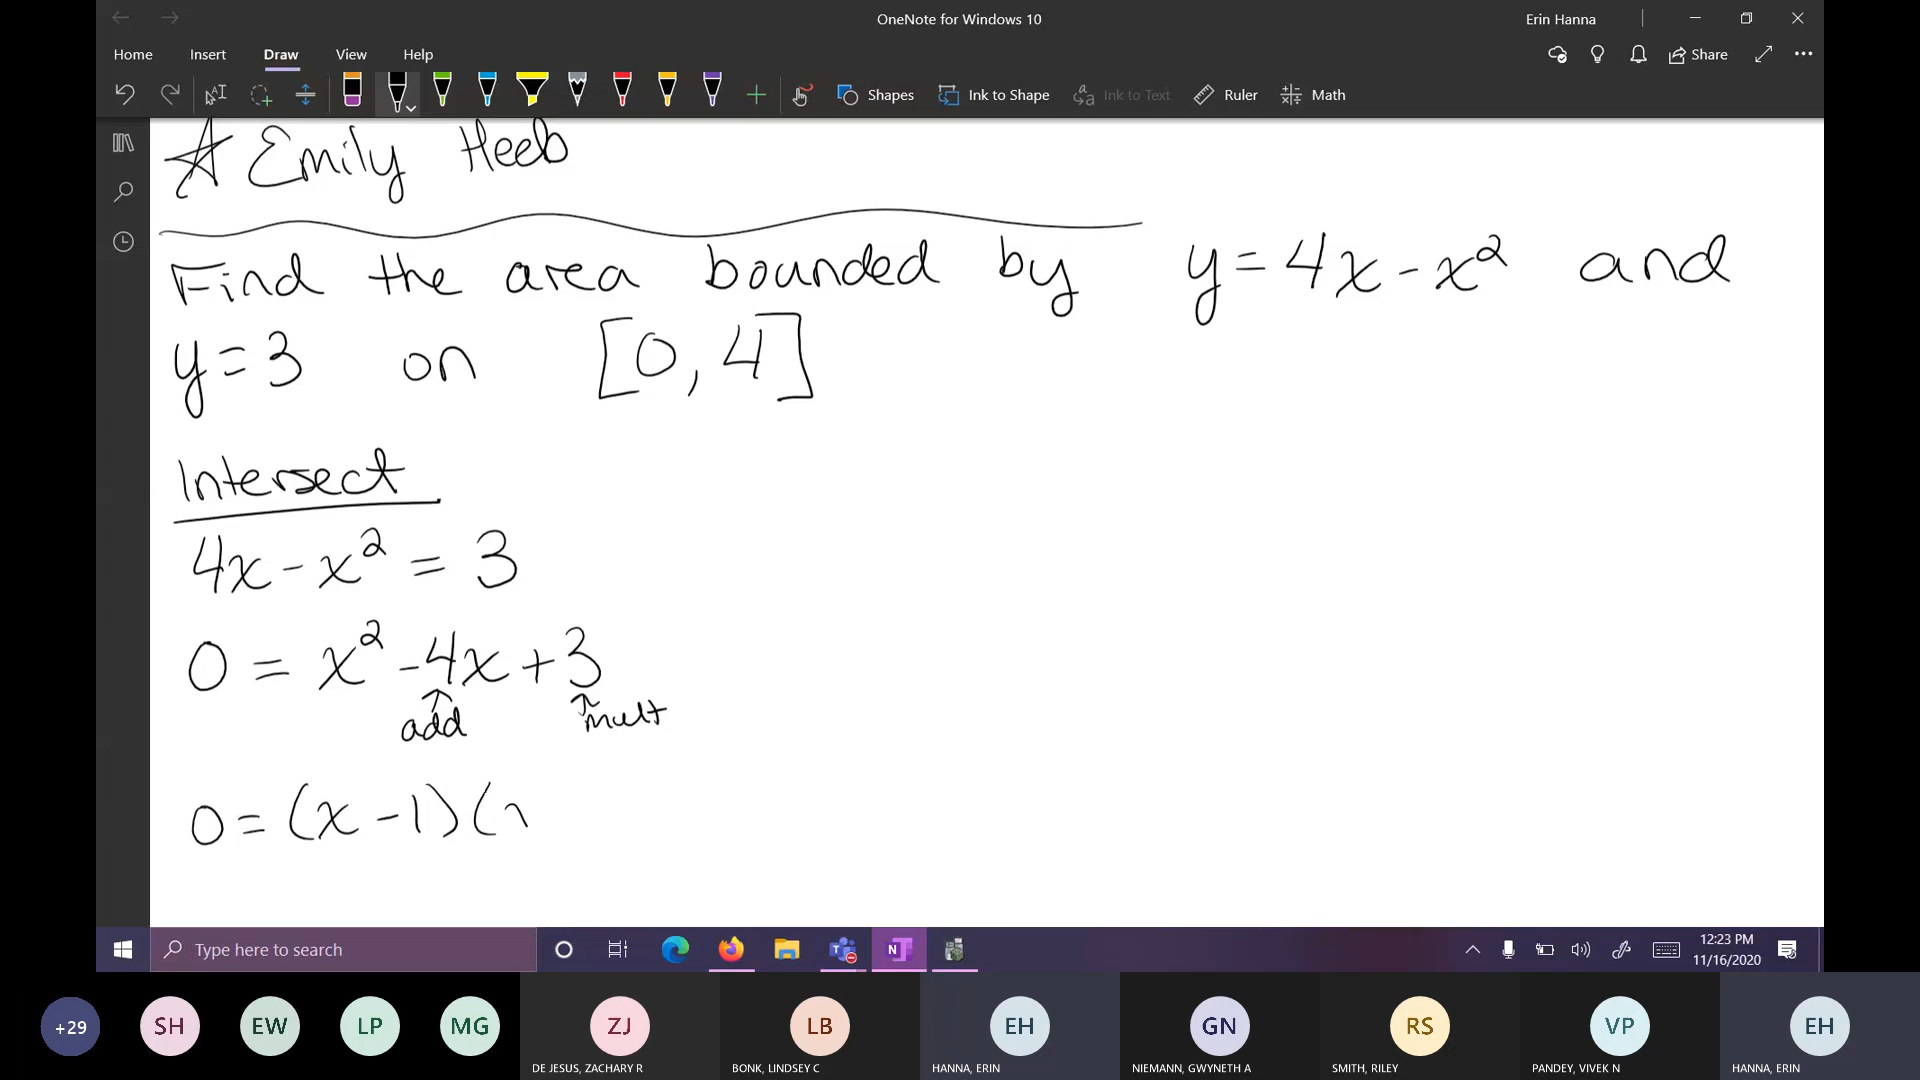 OneNote for Windows 10
Erin Hanna
Home Insert Draw View Help
Share
Shapes Ink to Shape Ink to Text Ruler Math
☆ Emily Heeb
Find the area bounded by y=4x-x² and
y=3 on [0,4]
Intersect
4x-x² = 3
0 = x²-4x+3
↑ ↑
add mult
0=(x-1)(
Type here to search
12:23 PM
11/16/2020
+29 SH EW LP MG ZJ LB EH GN RS VP EH
DE JESUS, ZACHARY R BONK, LINDSEY C HANNA, ERIN NIEMANN, GWYNETH A SMITH, RILEY PANDEY, VIVEK N HANNA, ERIN